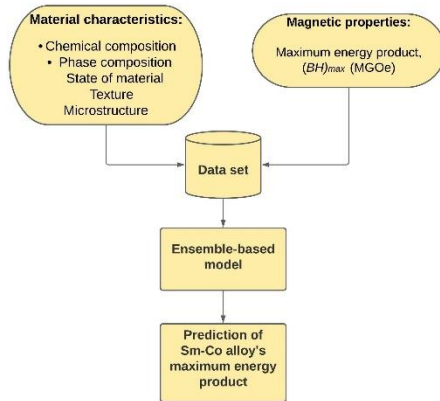 Material characteristics:
• Chemical composition
• Phase composition
State of material
Texture
Microstructure
Magnetic properties:
Maximum energy product,
(BH)max (MGOe)
Data set
Ensemble-based
model
Prediction of
Sm-Co alloy's
maximum energy
product